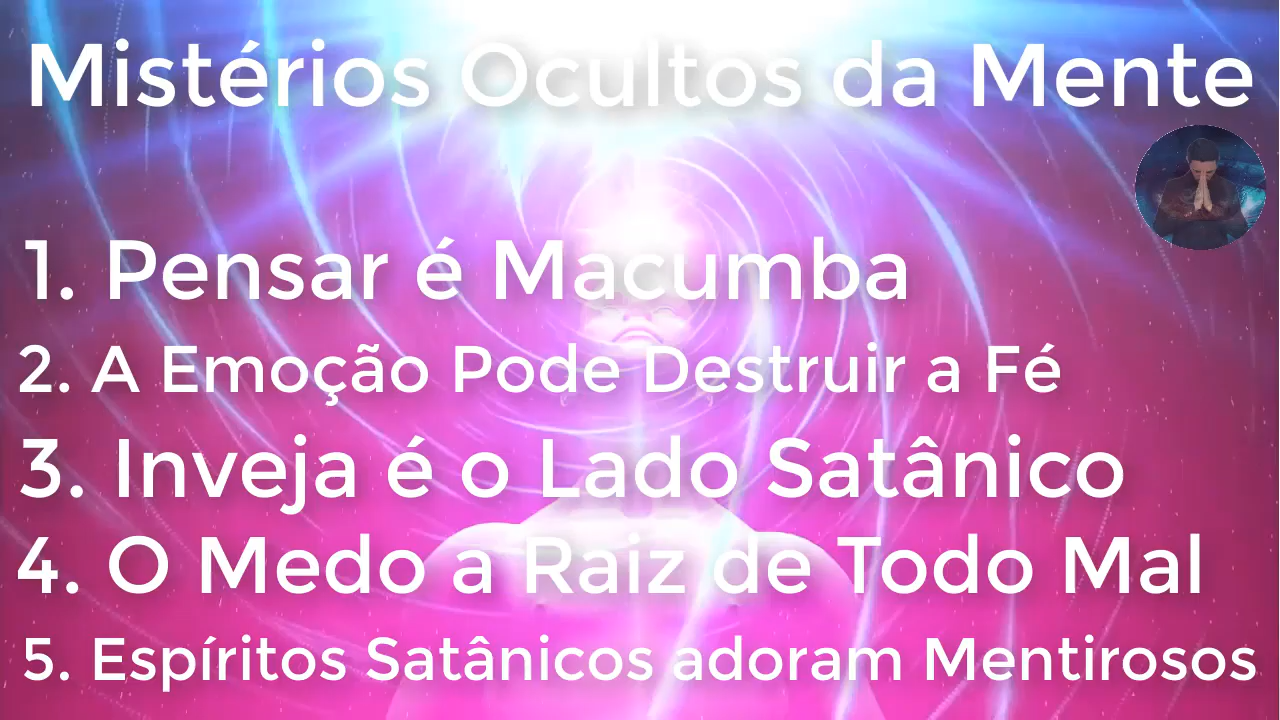 Mistérios Ocultos da Mente
1. Pensar é Macumba
2. A Emoção Pode Destruir a Fé
3. Inveja é o Lado Satânico
4. O Medo a Raiz de Todo Mal
5. Espíritos Satânicos adoram Mentirosos